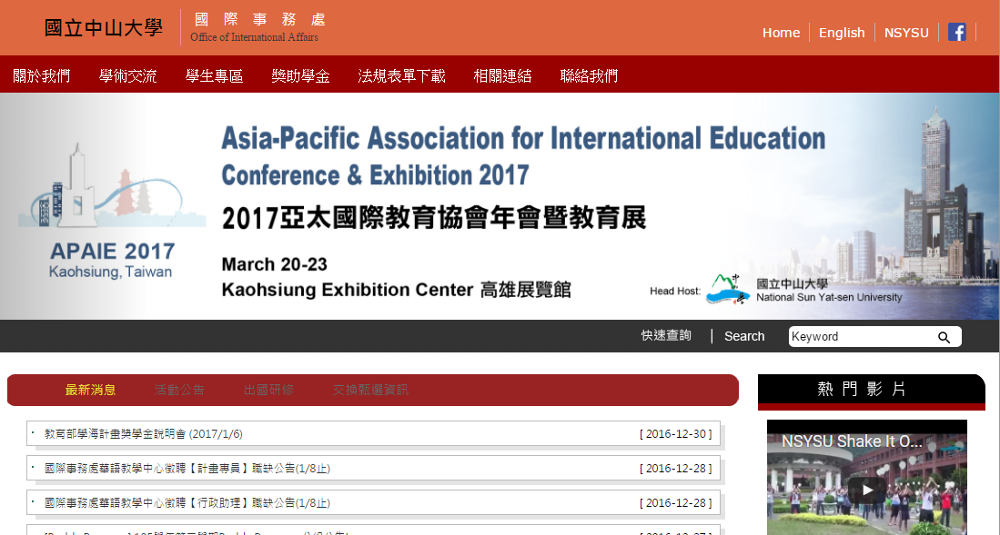 國立中山大學
國際事務處
Office of International Affairs
Home English NSYSU
關於我們 學術交流 學生專區 獎助學金 法規表單下載 相關連結 聯絡我們
Asia-Pacific Association for International Education
Conference & Exhibition 2017
2017亞太國際教育協會年會暨教育展
APAIE 2017
Kaohsiung, Taiwan
March 20-23
Kaohsiung Exhibition Center 高雄展覽館
Head Host: 國立中山大學
National Sun Yat-sen University
快速查詢 | Search Keyword
最新消息 活動公告 出國研修 交換甄選資訊
熱門影片
教育部學海計畫獎學金說明會 (2017/1/6) [ 2016-12-30 ]
國際事務處華語教學中心徵聘【計畫專員】職缺公告(1/8止) [ 2016-12-28 ]
國際事務處華語教學中心徵聘【行政助理】職缺公告(1/8止) [ 2016-12-28 ]
NSYSU Shake It O...